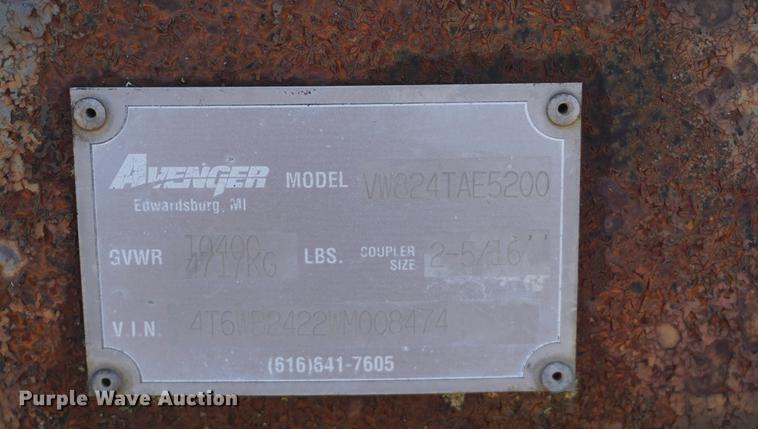 AVENGER MODEL VW824TAE5200
Edwardsburg, MI
GVWR 10400 LBS. COUPLER SIZE 2-5/16"
4717KG
V.I.N. 4T6WB2422WM008474
(616)641-7605
Purple Wave Auction